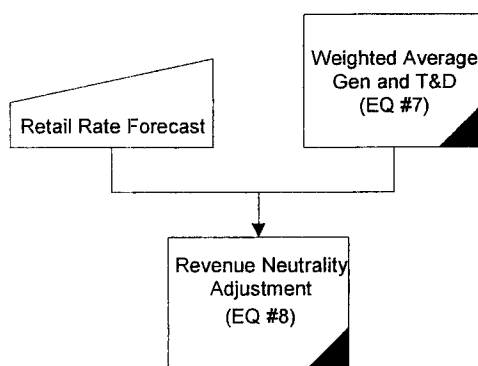 Retail Rate Forecast
Weighted Average
Gen and T&D
(EQ #7)
Revenue Neutrality
Adjustment
(EQ #8)